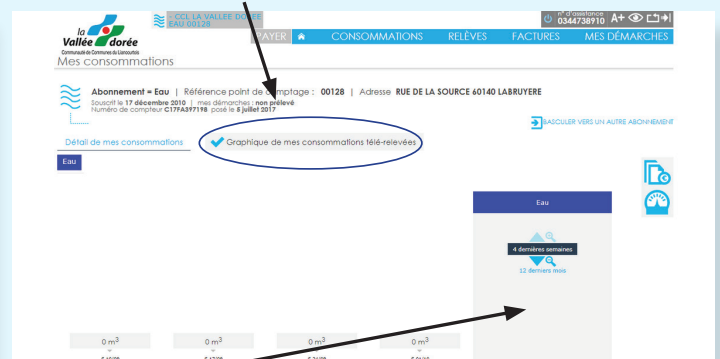 - CCL LA VALLEE DOREE
EAU 00128
n° d'assistance
0344738910 A+
la
Vallée dorée
Communauté de Communes du Liancourtois
PAYER CONSOMMATIONS RELÈVES FACTURES MES DÉMARCHES
Mes consommations
Abonnement = Eau | Référence point de comptage : 00128 | Adresse RUE DE LA SOURCE 60140 LABRUYERE
Souscrit le 17 décembre 2010 | mes démarches : non prélevé
Numéro de compteur C17FA397198 posé le 5 juillet 2017
BASCULER VERS UN AUTRE ABONNEMENT
Détail de mes consommations Graphique de mes consommations télé-relevées
Eau
Eau
4 dernières semaines
12 derniers mois
0 m³ 0 m³ 0 m³ 0 m³